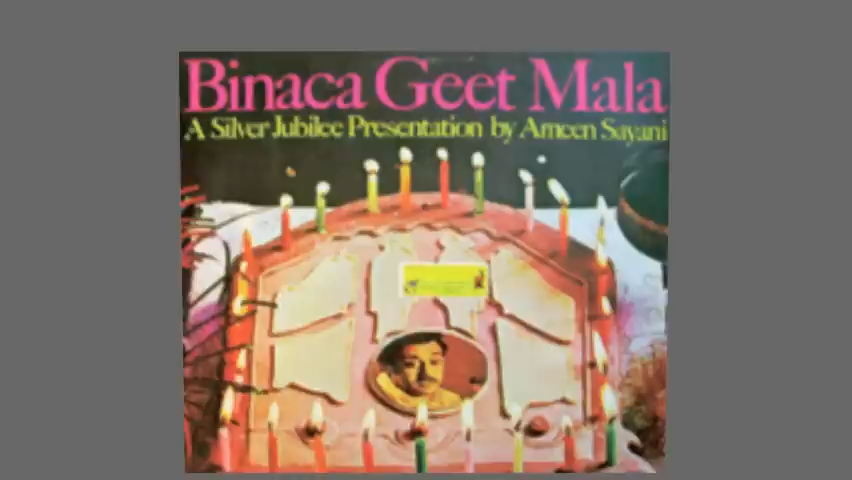 Binaca Geet Mala
A Silver Jubilee Presentation by Ameen Sayani